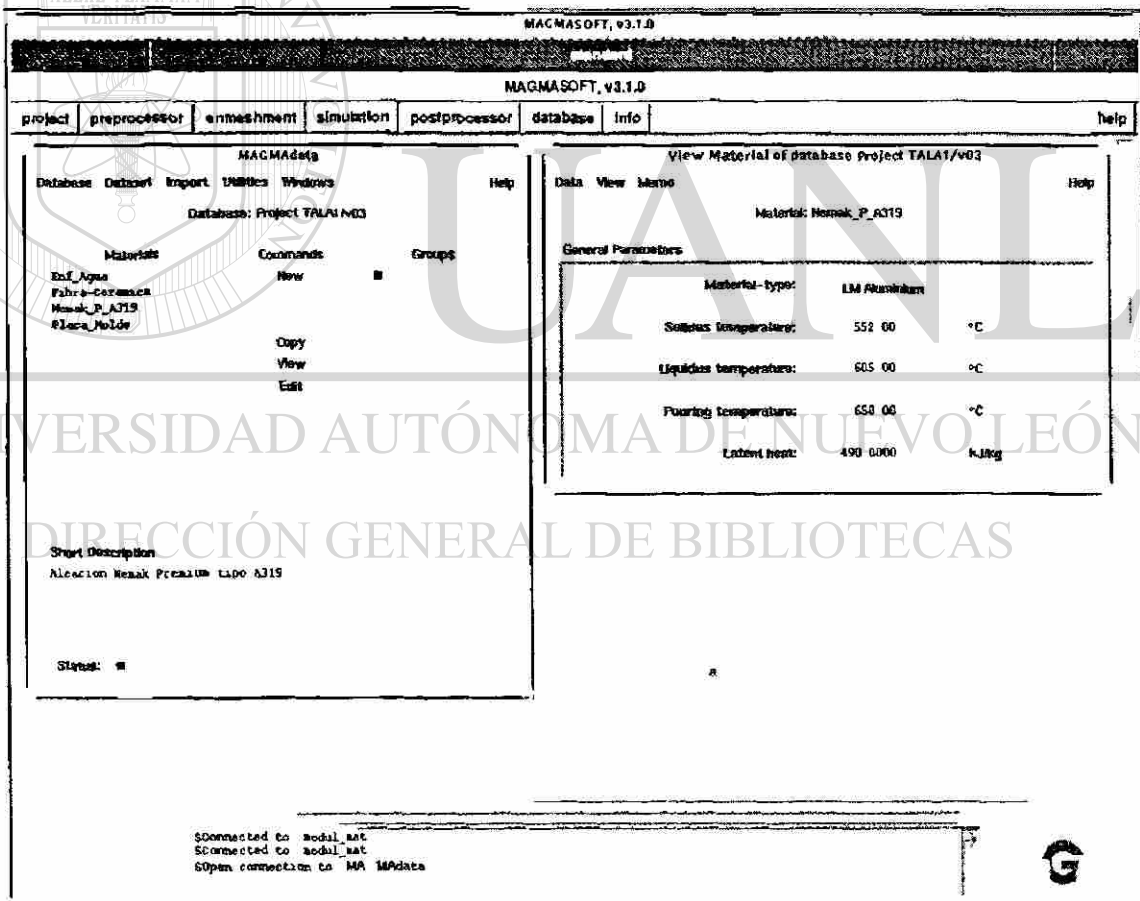 VERITATIS
MAGMASOFT, v3.1.0
MAGMASOFT, v3.1.0
project preprocessor enmeshment simulation postprocessor database info help
MAGMAdata
Database Dataset Import Utilities Windows Help
Database: Project TALA1/v03
Materials Commands Groups
Enf_Agua New
Fibra-Ceramica
Nemak_P_A319
Placa_Molde
Copy
View
Edit
Short Description
Aleacion Nemak Premium tipo A319
Status:
View Material of database Project TALA1/v03
Data View Memo Help
Material: Nemak_P_A319
General Parameters
Material-type: LM Aluminium
Solidus temperature: 552 00 °C
Liquidus temperature: 605 00 °C
Pouring temperature: 650 00 °C
Latent heat: 490 0000 kJ/kg
UANL
VERSIDAD AUTÓNOMA DE NUEVO LEÓN
DIRECCIÓN GENERAL DE BIBLIOTECAS
$Connected to modul_mat
$Connected to modul_mat
$Open connection to MA MAdata
G